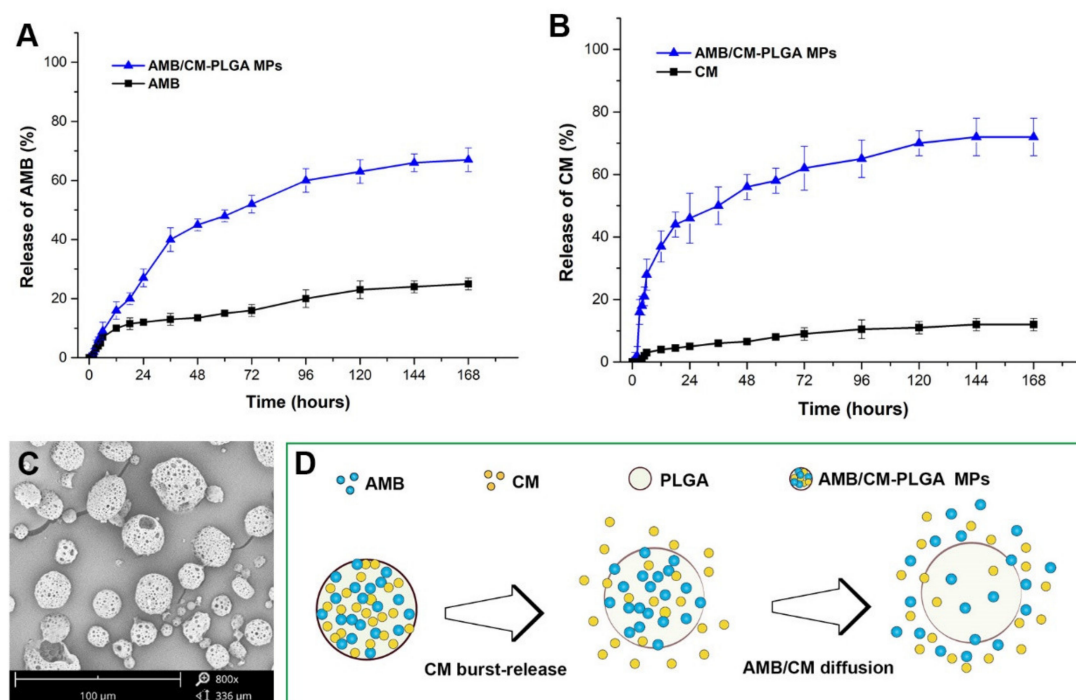 A
AMB/CM-PLGA MPs
AMB
Release of AMB (%)
100
80
60
40
20
0
0 24 48 72 96 120 144 168
Time (hours)
B
AMB/CM-PLGA MPs
CM
Release of CM (%)
100
80
60
40
20
0
0 24 48 72 96 120 144 168
Time (hours)
C
100 µm
800x
336 µm
D
AMB CM PLGA AMB/CM-PLGA MPs
CM burst-release
AMB/CM diffusion